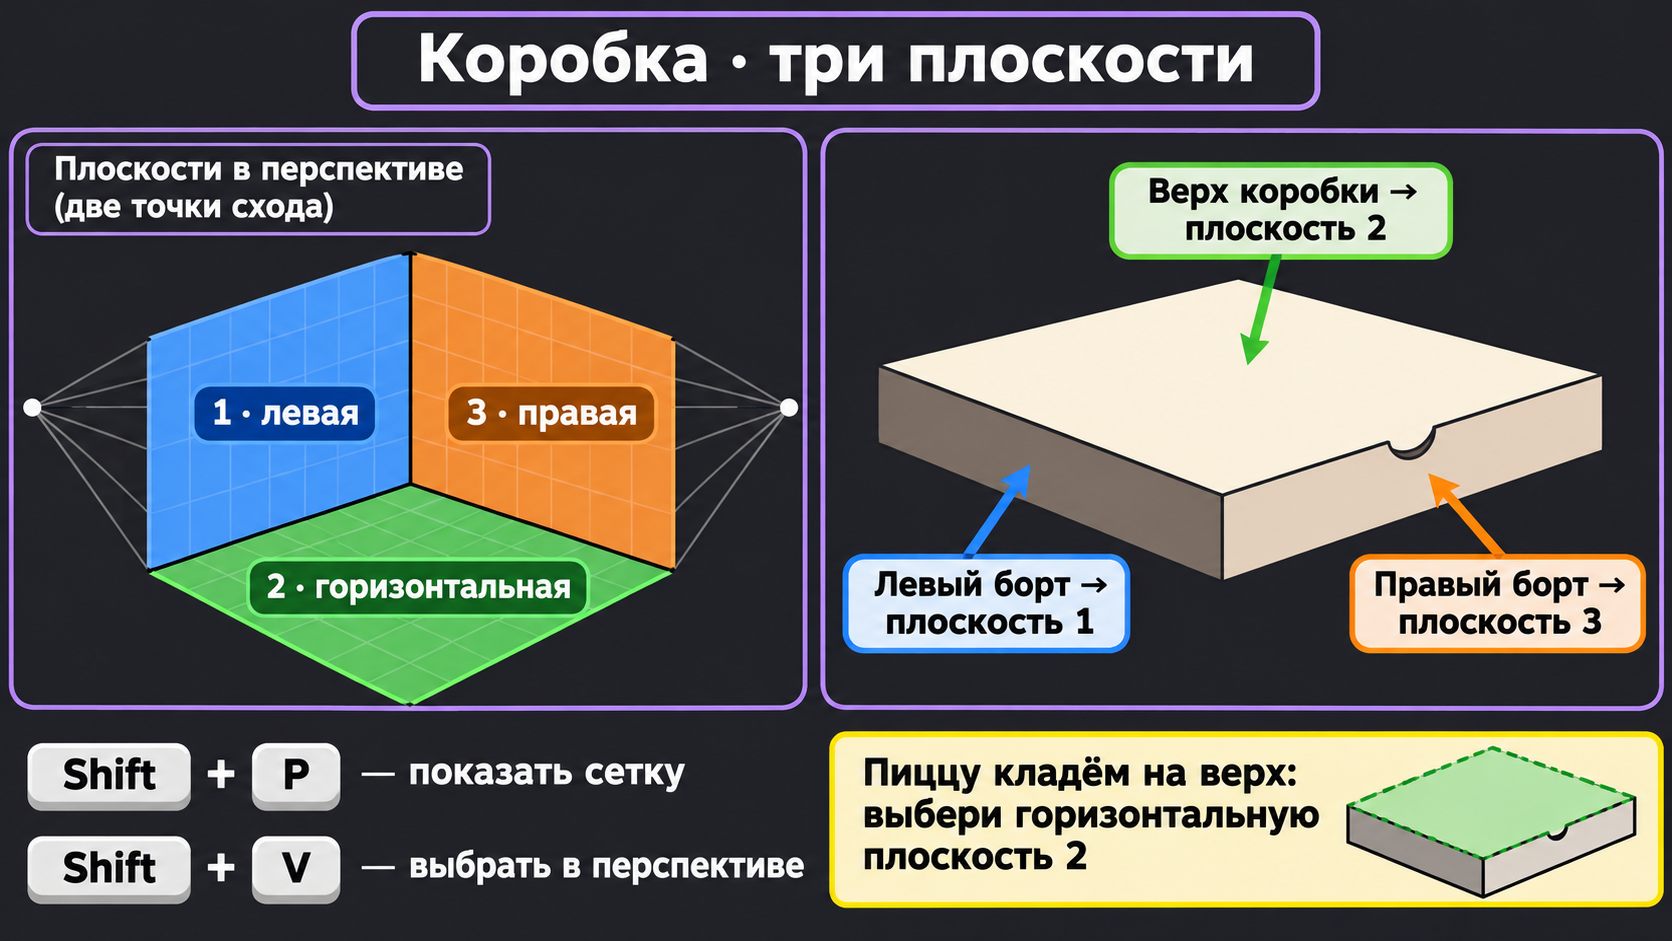 Коробка · три плоскости
Плоскости в перспективе
(две точки схода)
1 · левая
3 · правая
2 · горизонтальная
Верх коробки →
плоскость 2
Левый борт →
плоскость 1
Правый борт →
плоскость 3
Shift + P — показать сетку
Shift + V — выбрать в перспективе
Пиццу кладём на верх:
выбери горизонтальную
плоскость 2